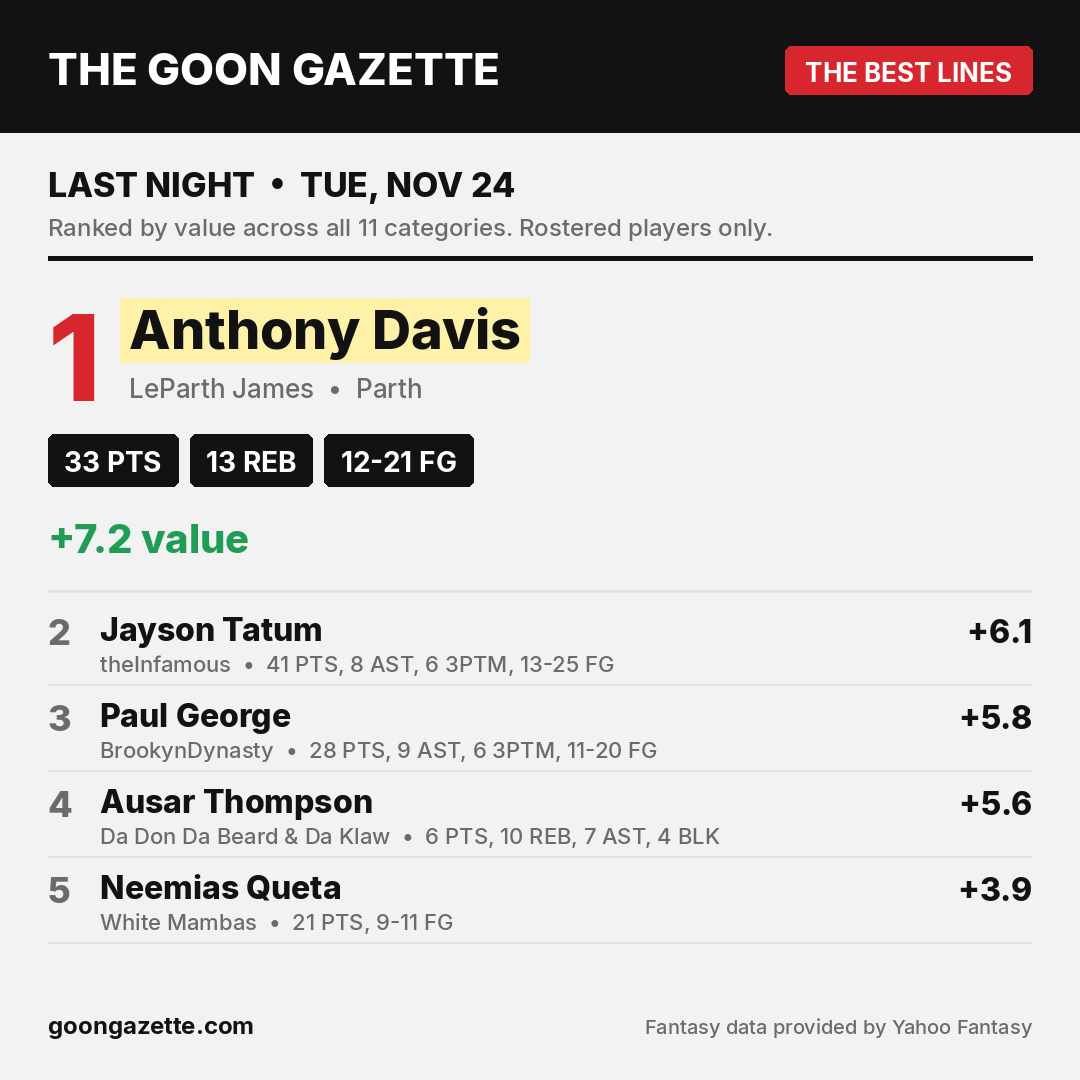 THE GOON GAZETTE
THE BEST LINES
LAST NIGHT • TUE, NOV 24
Ranked by value across all 11 categories. Rostered players only.
1
Anthony Davis
LeParth James • Parth
33 PTS
13 REB
12-21 FG
+7.2 value
2 Jayson Tatum +6.1
theInfamous • 41 PTS, 8 AST, 6 3PTM, 13-25 FG
3 Paul George +5.8
BrookynDynasty • 28 PTS, 9 AST, 6 3PTM, 11-20 FG
4 Ausar Thompson +5.6
Da Don Da Beard & Da Klaw • 6 PTS, 10 REB, 7 AST, 4 BLK
5 Neemias Queta +3.9
White Mambas • 21 PTS, 9-11 FG
goongazette.com
Fantasy data provided by Yahoo Fantasy